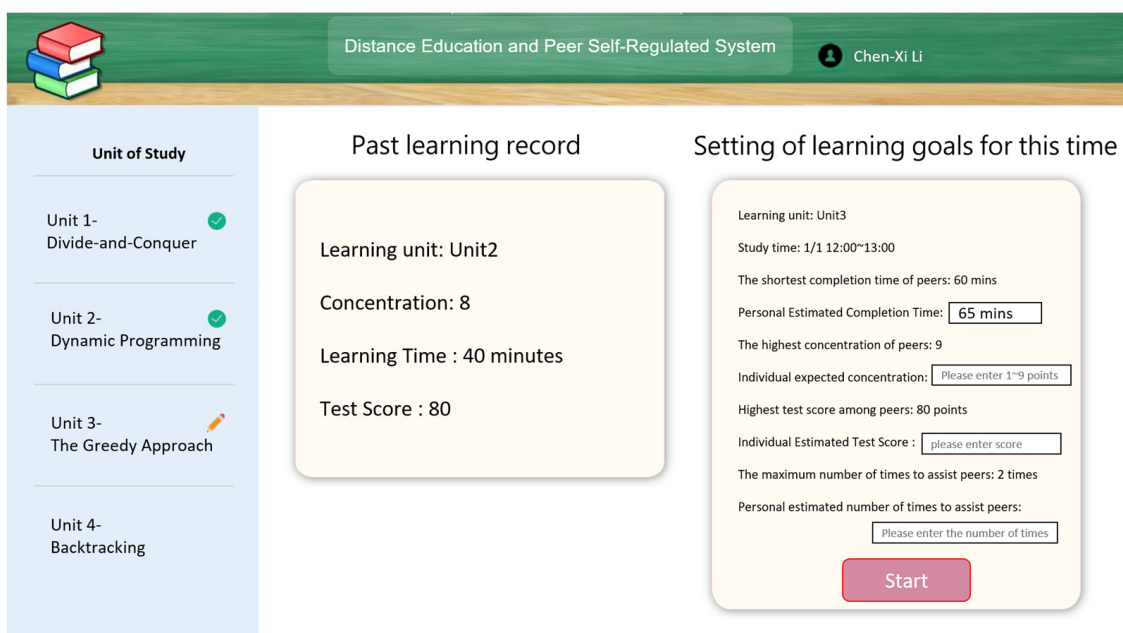 Distance Education and Peer Self-Regulated System
Chen-Xi Li
Unit of Study
Unit 1-
Divide-and-Conquer
Unit 2-
Dynamic Programming
Unit 3-
The Greedy Approach
Unit 4-
Backtracking
Past learning record
Learning unit: Unit2
Concentration: 8
Learning Time : 40 minutes
Test Score : 80
Setting of learning goals for this time
Learning unit: Unit3
Study time: 1/1 12:00~13:00
The shortest completion time of peers: 60 mins
Personal Estimated Completion Time: 65 mins
The highest concentration of peers: 9
Individual expected concentration: Please enter 1~9 points
Highest test score among peers: 80 points
Individual Estimated Test Score : please enter score
The maximum number of times to assist peers: 2 times
Personal estimated number of times to assist peers:
Please enter the number of times
Start